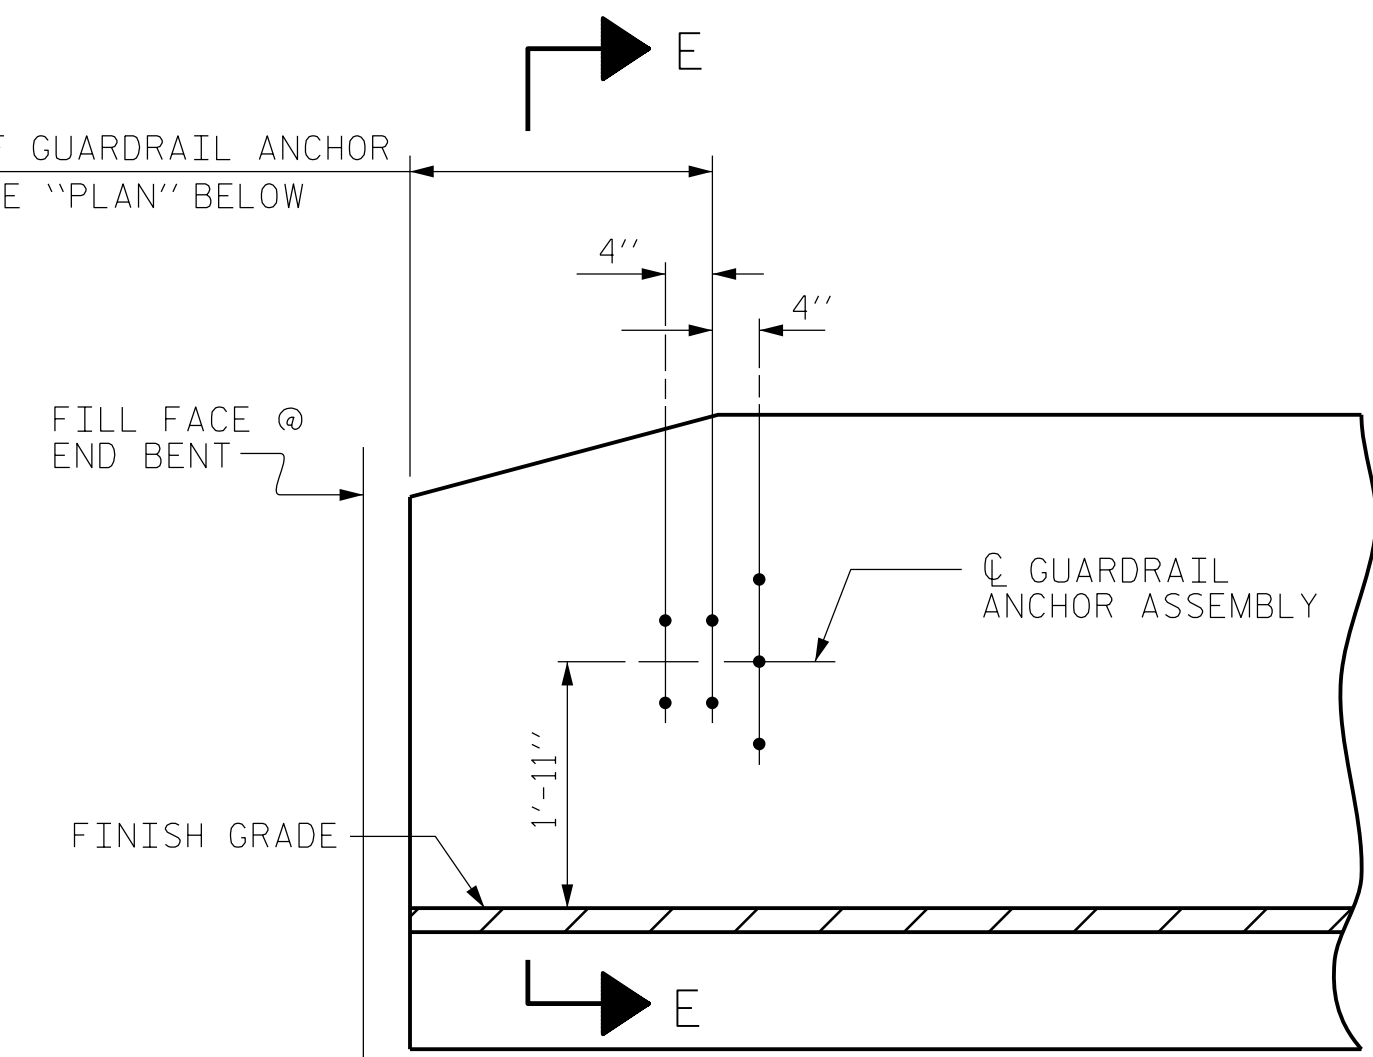 E
GUARDRAIL ANCHOR
"PLAN" BELOW
4"
4"
FILL FACE @
END BENT
℄ GUARDRAIL
ANCHOR ASSEMBLY
1'-11"
FINISH GRADE
E